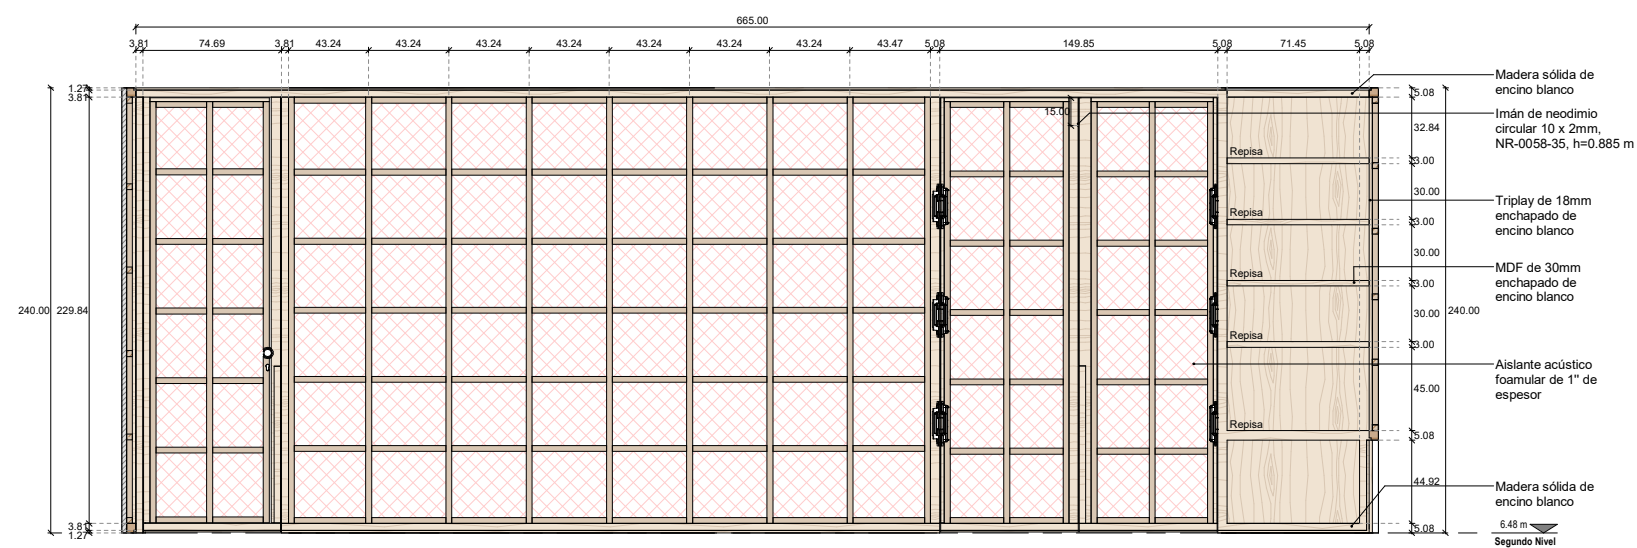 665.00
3.81 74.69 3.81 43.24 43.24 43.24 43.24 43.24 43.24 43.24 43.47 5.08 149.85 5.08 71.45 5.08
1.27
3.81
240.00 229.84
3.81
1.27
15.00
Repisa
Repisa
Repisa
Repisa
Repisa
5.08
32.84
3.00
30.00
3.00
30.00
3.00
30.00
3.00
45.00
5.08
44.92
5.08
240.00
Madera sólida de
encino blanco
Imán de neodimio
circular 10 x 2mm,
NR-0058-35, h=0.885 m
Triplay de 18mm
enchapado de
encino blanco
MDF de 30mm
enchapado de
encino blanco
Aislante acústico
foamular de 1" de
espesor
Madera sólida de
encino blanco
6.48 m
Segundo Nivel